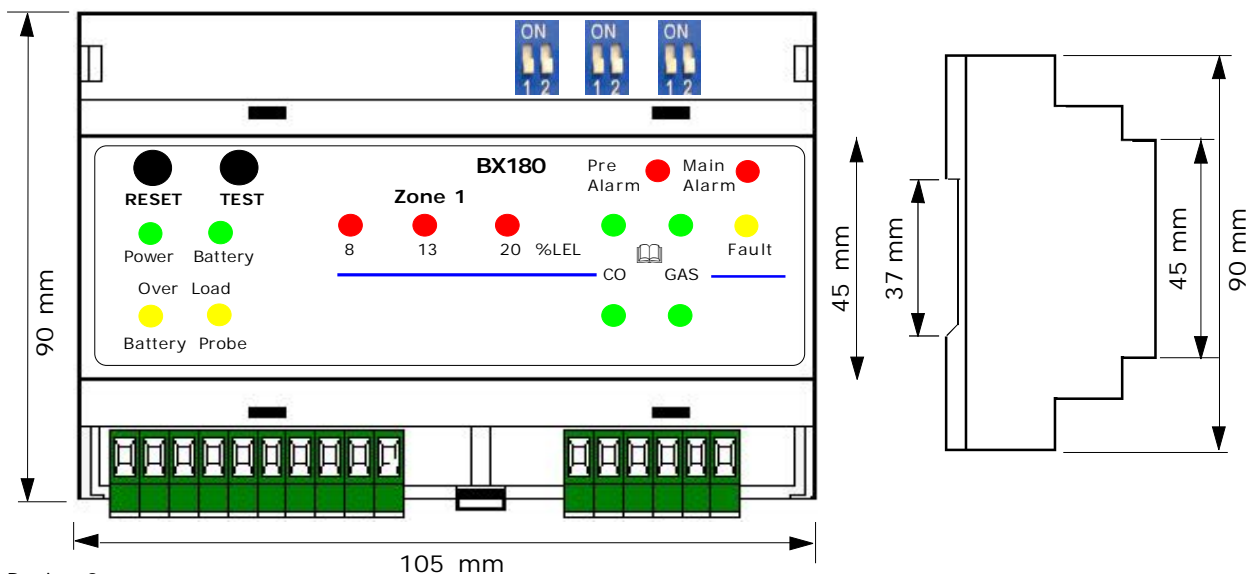 ON ON ON
1 2 1 2 1 2
BX180
Pre Alarm
Main Alarm
RESET TEST
Zone 1
8 13 20 %LEL
Fault
Power Battery
CO GAS
Over Load
Battery Probe
90 mm
105 mm
45 mm
37 mm
45 mm
90 mm